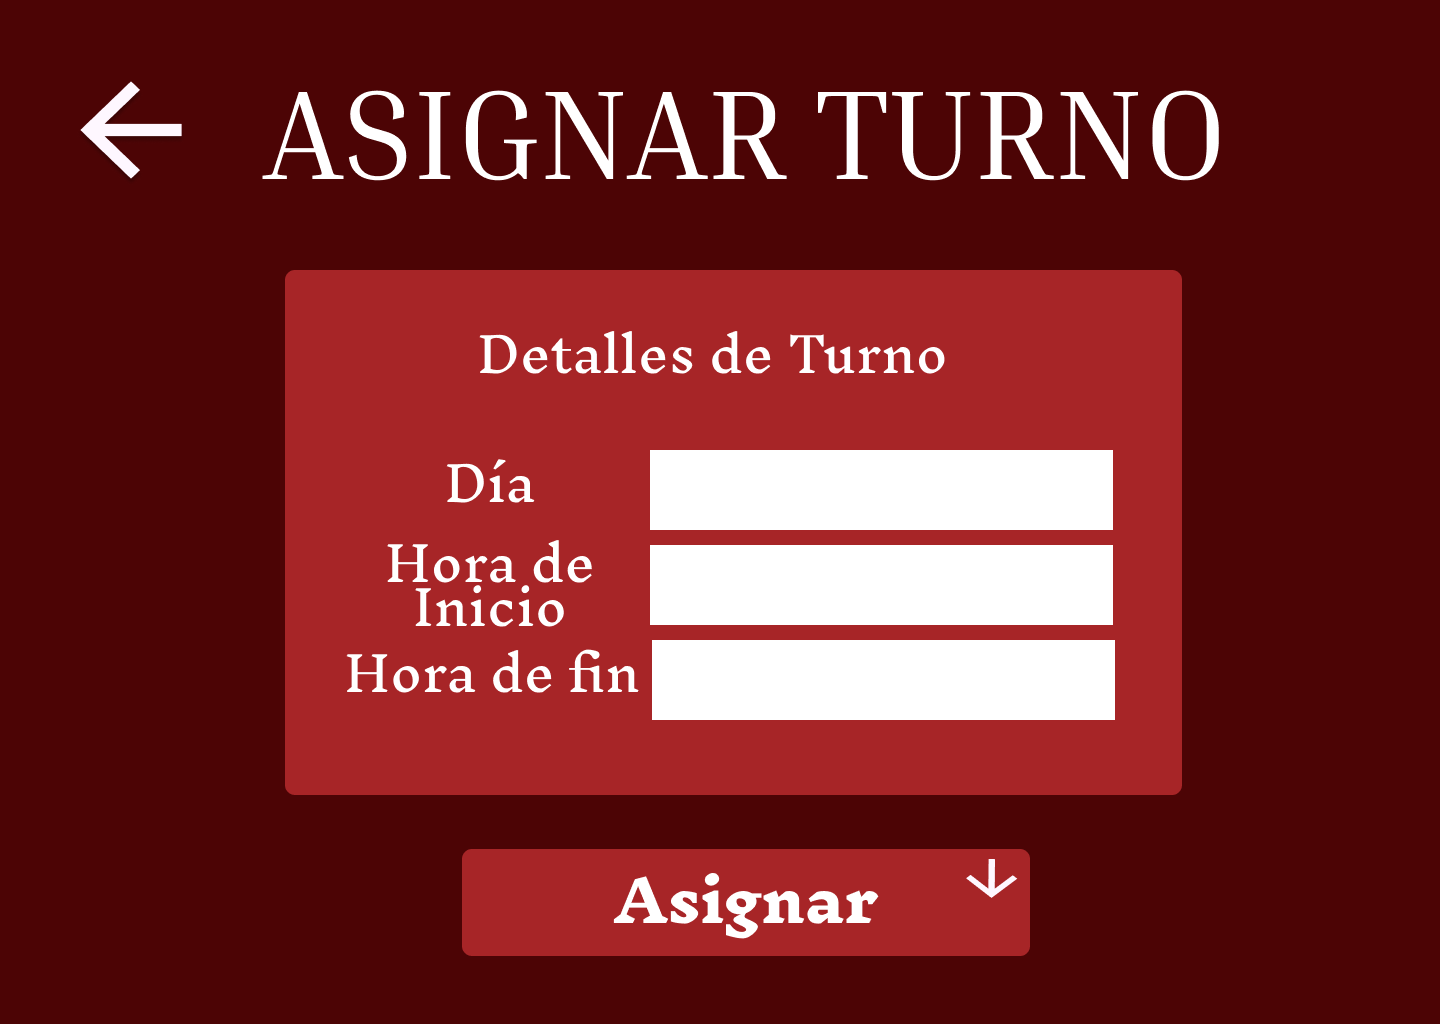 ASIGNAR TURNO
Detalles de Turno
Día
Hora de
Inicio
Hora de fin
Asignar